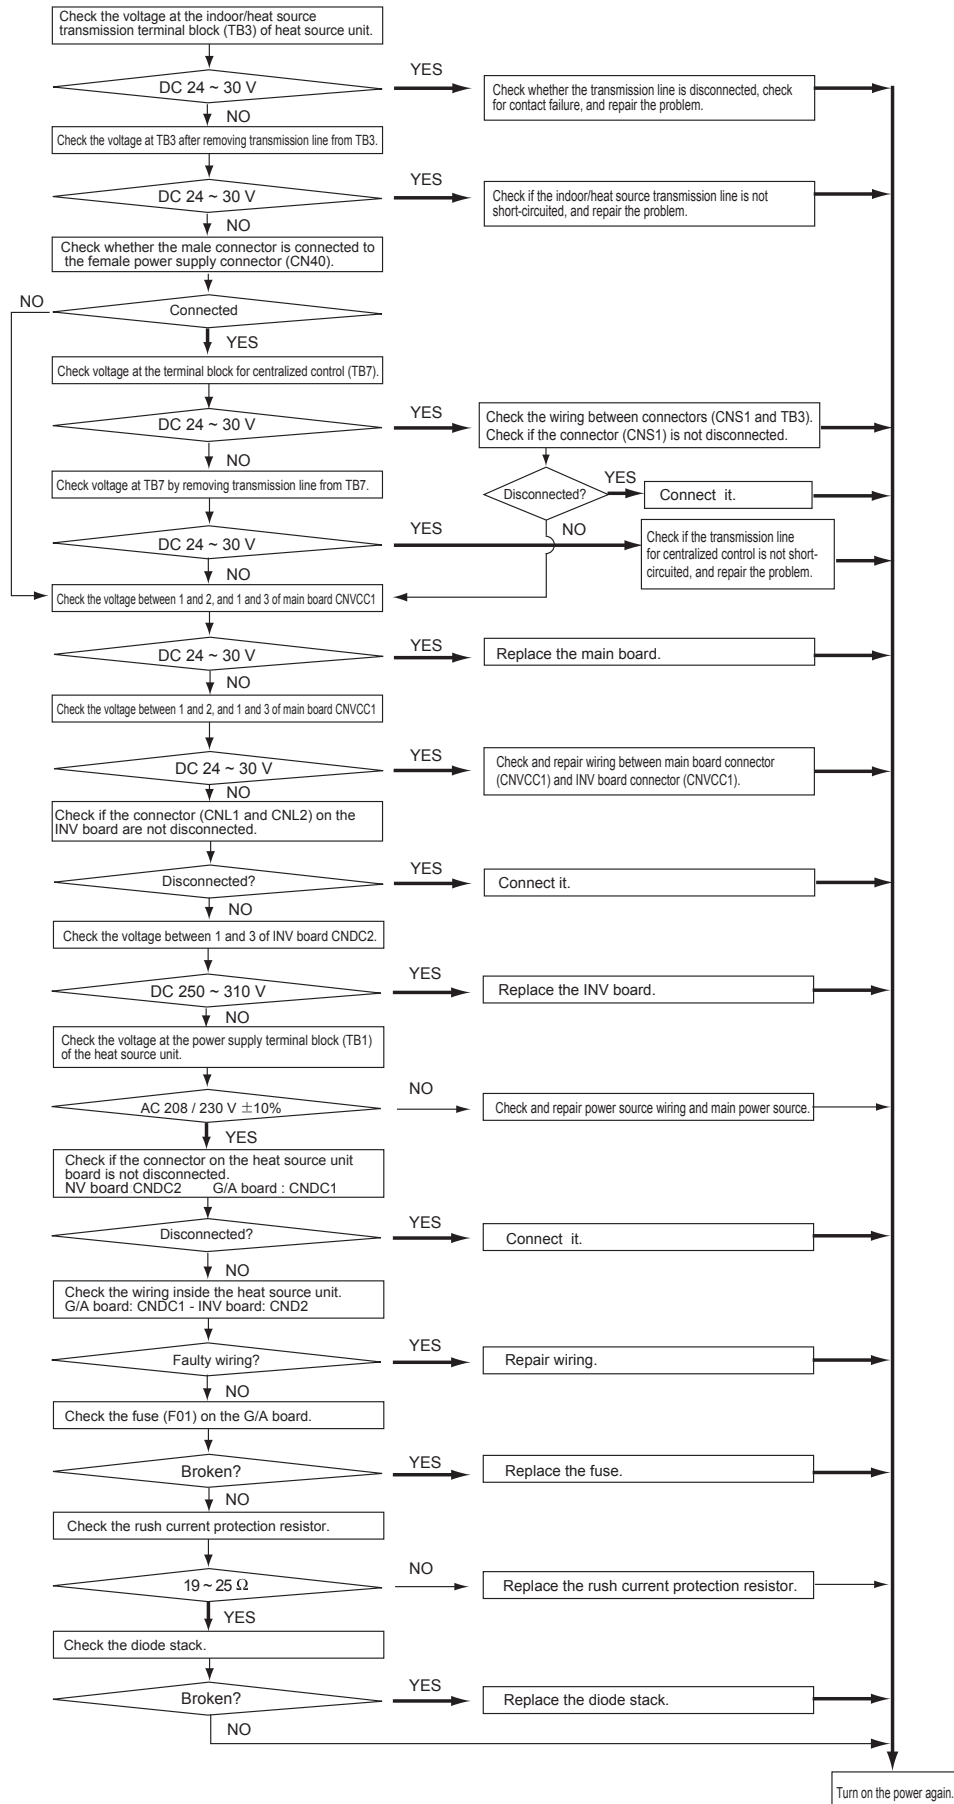 Check the voltage at the indoor/heat source
transmission terminal block (TB3) of heat source unit.
DC 24 ~ 30 V
YES
Check whether the transmission line is disconnected, check
for contact failure, and repair the problem.
NO
Check the voltage at TB3 after removing transmission line from TB3.
DC 24 ~ 30 V
YES
Check if the indoor/heat source transmission line is not
short-circuited, and repair the problem.
NO
Check whether the male connector is connected to
the female power supply connector (CN40).
NO
Connected
YES
Check voltage at the terminal block for centralized control (TB7).
DC 24 ~ 30 V
YES
Check the wiring between connectors (CNS1 and TB3).
Check if the connector (CNS1) is not disconnected.
NO
Disconnected?
YES
Connect it.
Check voltage at TB7 by removing transmission line from TB7.
NO
DC 24 ~ 30 V
YES
Check if the transmission line
for centralized control is not short-
circuited, and repair the problem.
NO
Check the voltage between 1 and 2, and 1 and 3 of main board CNVCC1
DC 24 ~ 30 V
YES
Replace the main board.
NO
Check the voltage between 1 and 2, and 1 and 3 of main board CNVCC1
DC 24 ~ 30 V
YES
Check and repair wiring between main board connector
(CNVCC1) and INV board connector (CNVCC1).
NO
Check if the connector (CNL1 and CNL2) on the
INV board are not disconnected.
Disconnected?
YES
Connect it.
NO
Check the voltage between 1 and 3 of INV board CNDC2.
DC 250 ~ 310 V
YES
Replace the INV board.
NO
Check the voltage at the power supply terminal block (TB1)
of the heat source unit.
AC 208 / 230 V ±10%
NO
Check and repair power source wiring and main power source.
YES
Check if the connector on the heat source unit
board is not disconnected.
NV board CNDC2 G/A board : CNDC1
Disconnected?
YES
Connect it.
NO
Check the wiring inside the heat source unit.
G/A board: CNDC1 - INV board: CND2
Faulty wiring?
YES
Repair wiring.
NO
Check the fuse (F01) on the G/A board.
Broken?
YES
Replace the fuse.
NO
Check the rush current protection resistor.
19 ~ 25 Ω
NO
Replace the rush current protection resistor.
YES
Check the diode stack.
Broken?
YES
Replace the diode stack.
NO
Turn on the power again.